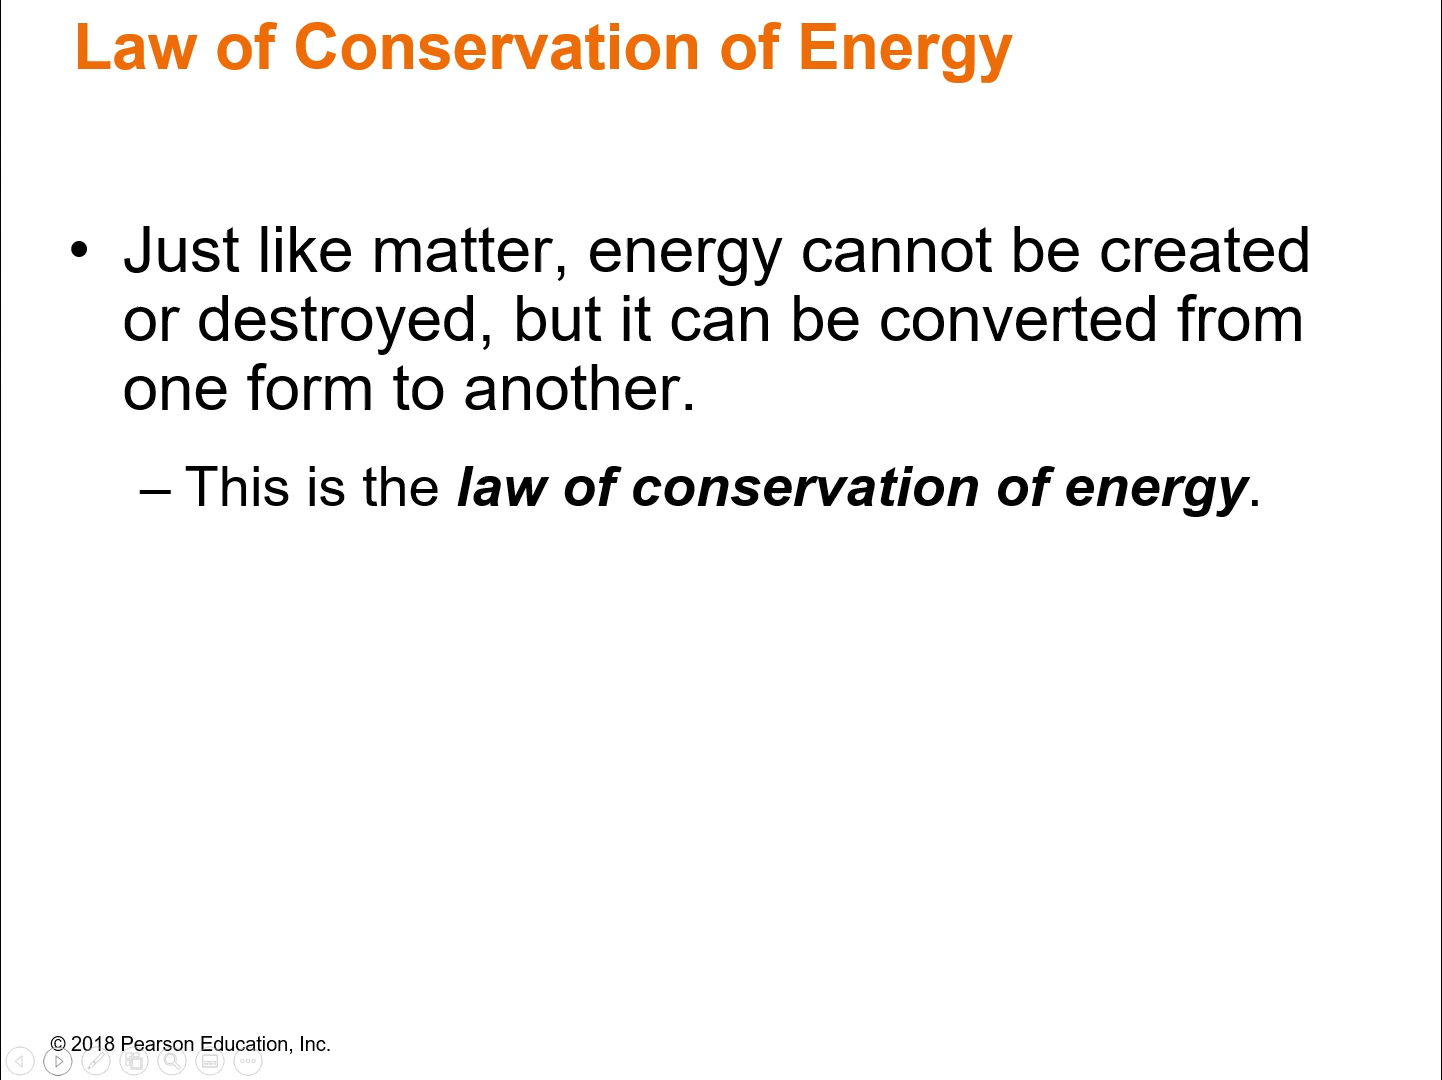 Law of Conservation of Energy
• Just like matter, energy cannot be created
or destroyed, but it can be converted from
one form to another.
– This is the law of conservation of energy.
© 2018 Pearson Education, Inc.